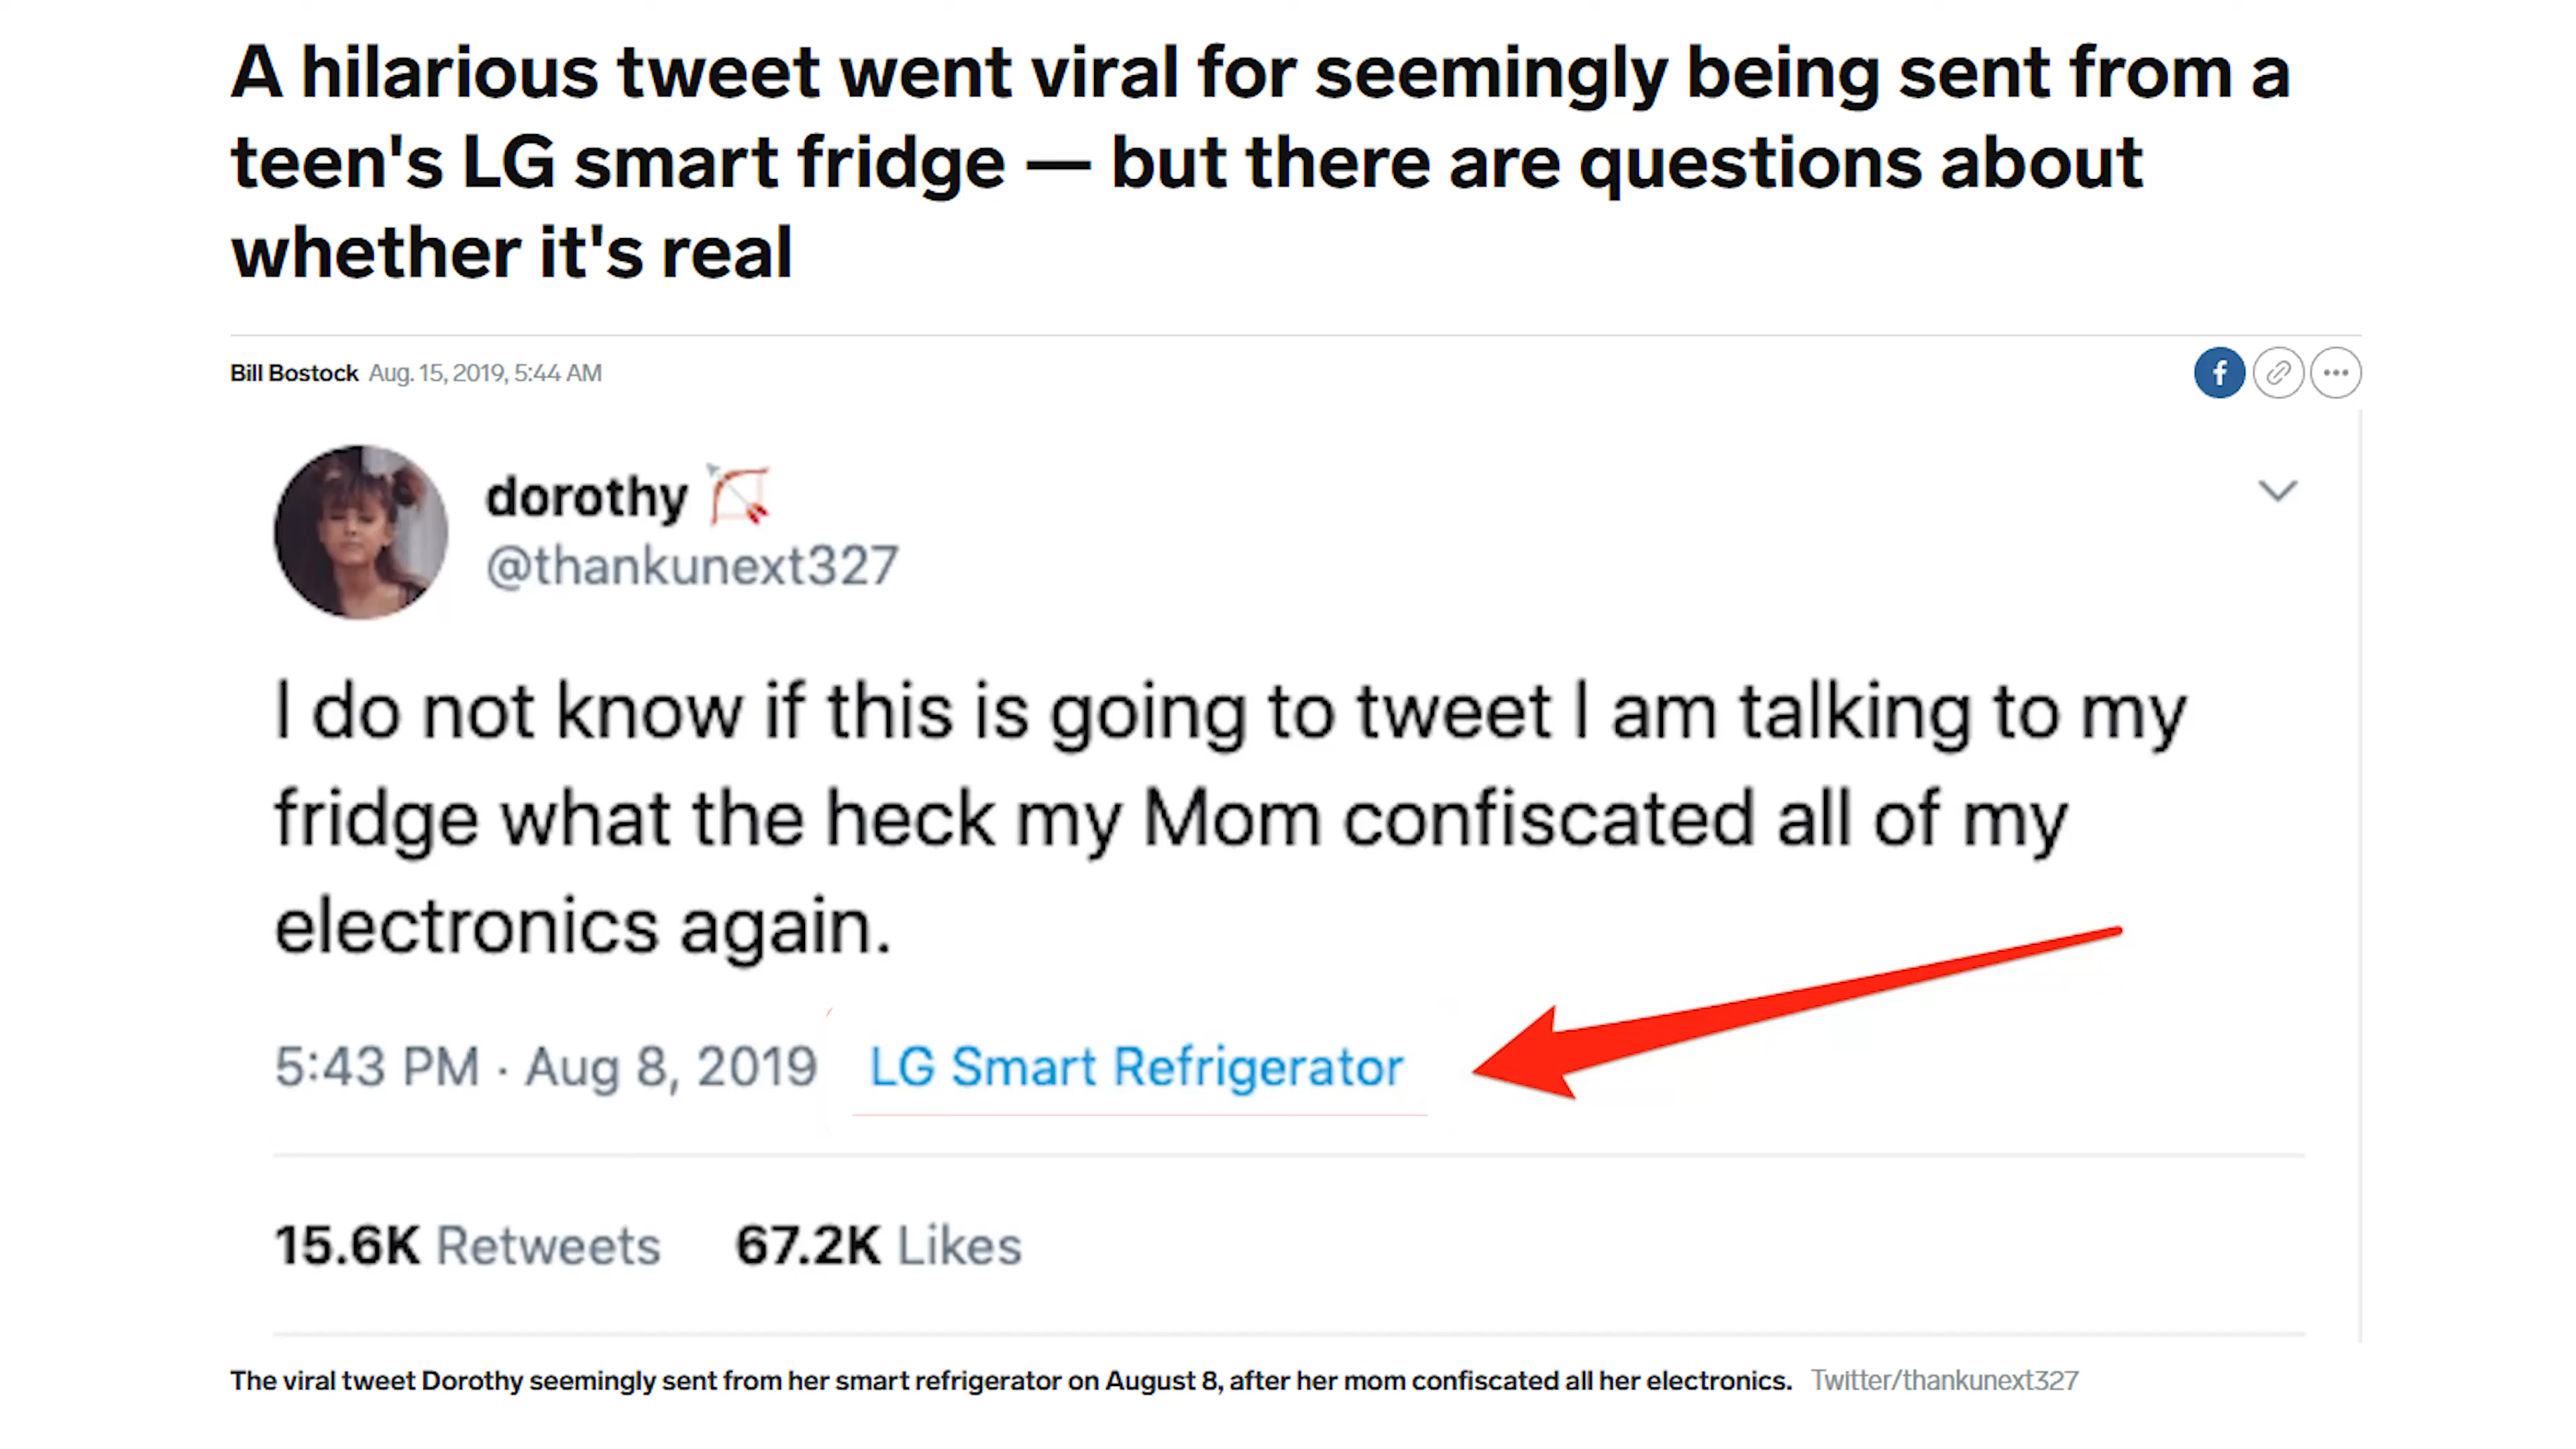 A hilarious tweet went viral for seemingly being sent from a
teen's LG smart fridge — but there are questions about
whether it's real
Bill Bostock Aug. 15, 2019, 5:44 AM
dorothy
@thankunext327
I do not know if this is going to tweet I am talking to my
fridge what the heck my Mom confiscated all of my
electronics again.
5:43 PM · Aug 8, 2019 LG Smart Refrigerator
15.6K Retweets 67.2K Likes
The viral tweet Dorothy seemingly sent from her smart refrigerator on August 8, after her mom confiscated all her electronics. Twitter/thankunext327